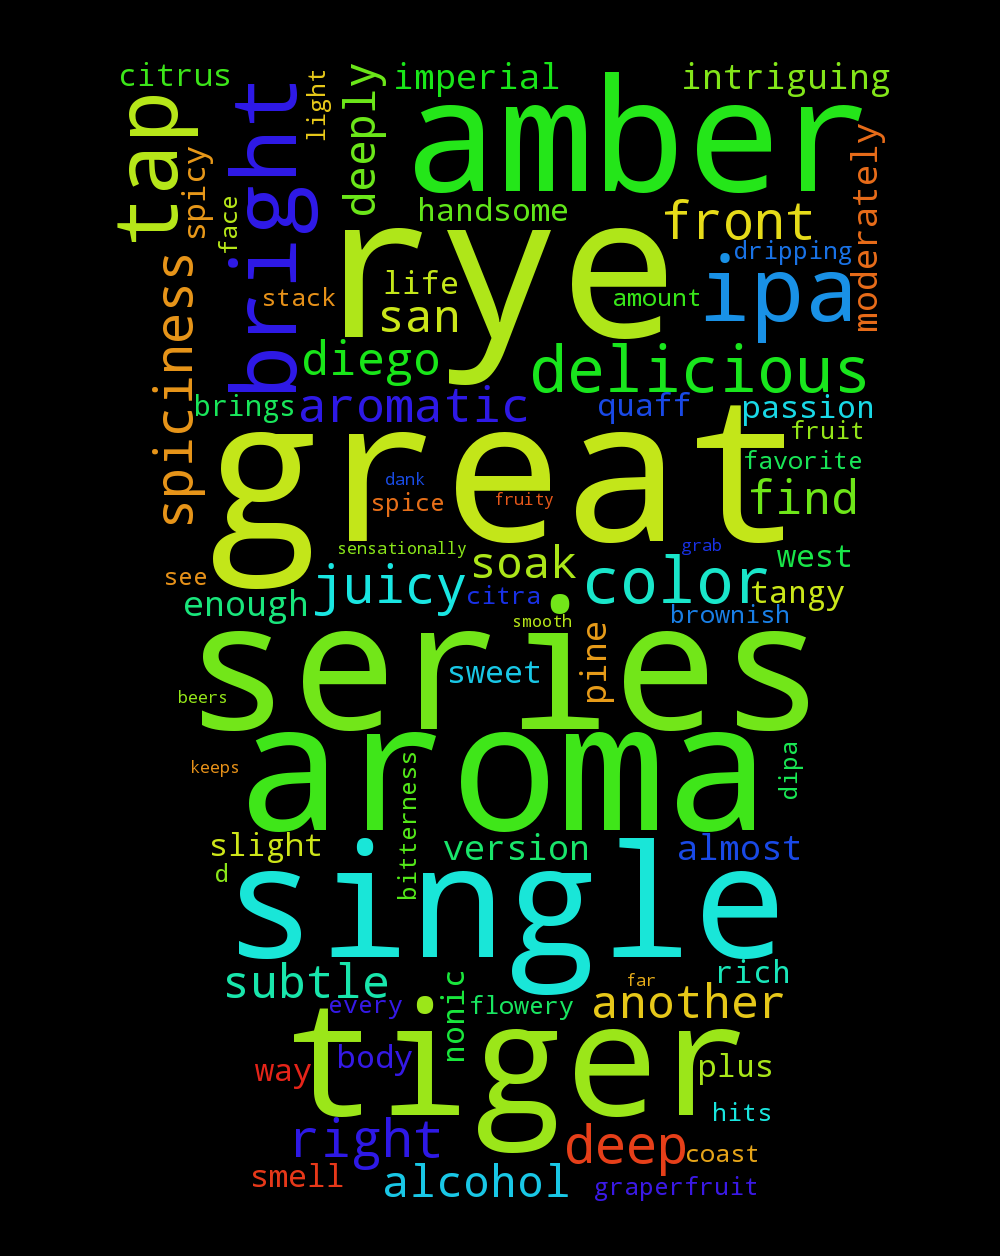 citrus
light
deeply
imperial
intriguing
tap
bright
amber
moderately
spicy
face
handsome
front
rye
dripping
ipa
spiciness
stack
life
amount
san
diego
delicious
brings
aromatic
quaff
passion
great
fruit
favorite
dank
spice
fruity
find
sensationally
soak
grab
west
see
juicy
color
tangy
enough
citra
brownish
smooth
series
pine
sweet
beers
aroma
keeps
bitterness
dipa
slight
version
almost
d
single
subtle
nonic
far
rich
every
flowery
another
tiger
way
body
plus
hits
right
deep
coast
smell
alcohol
graperfruit